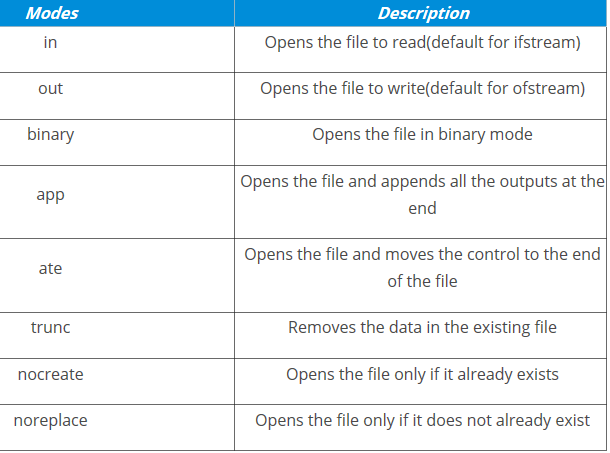 Modes Description
in Opens the file to read(default for ifstream)
out Opens the file to write(default for ofstream)
binary Opens the file in binary mode
app Opens the file and appends all the outputs at the
end
ate Opens the file and moves the control to the end
of the file
trunc Removes the data in the existing file
nocreate Opens the file only if it already exists
noreplace Opens the file only if it does not already exist